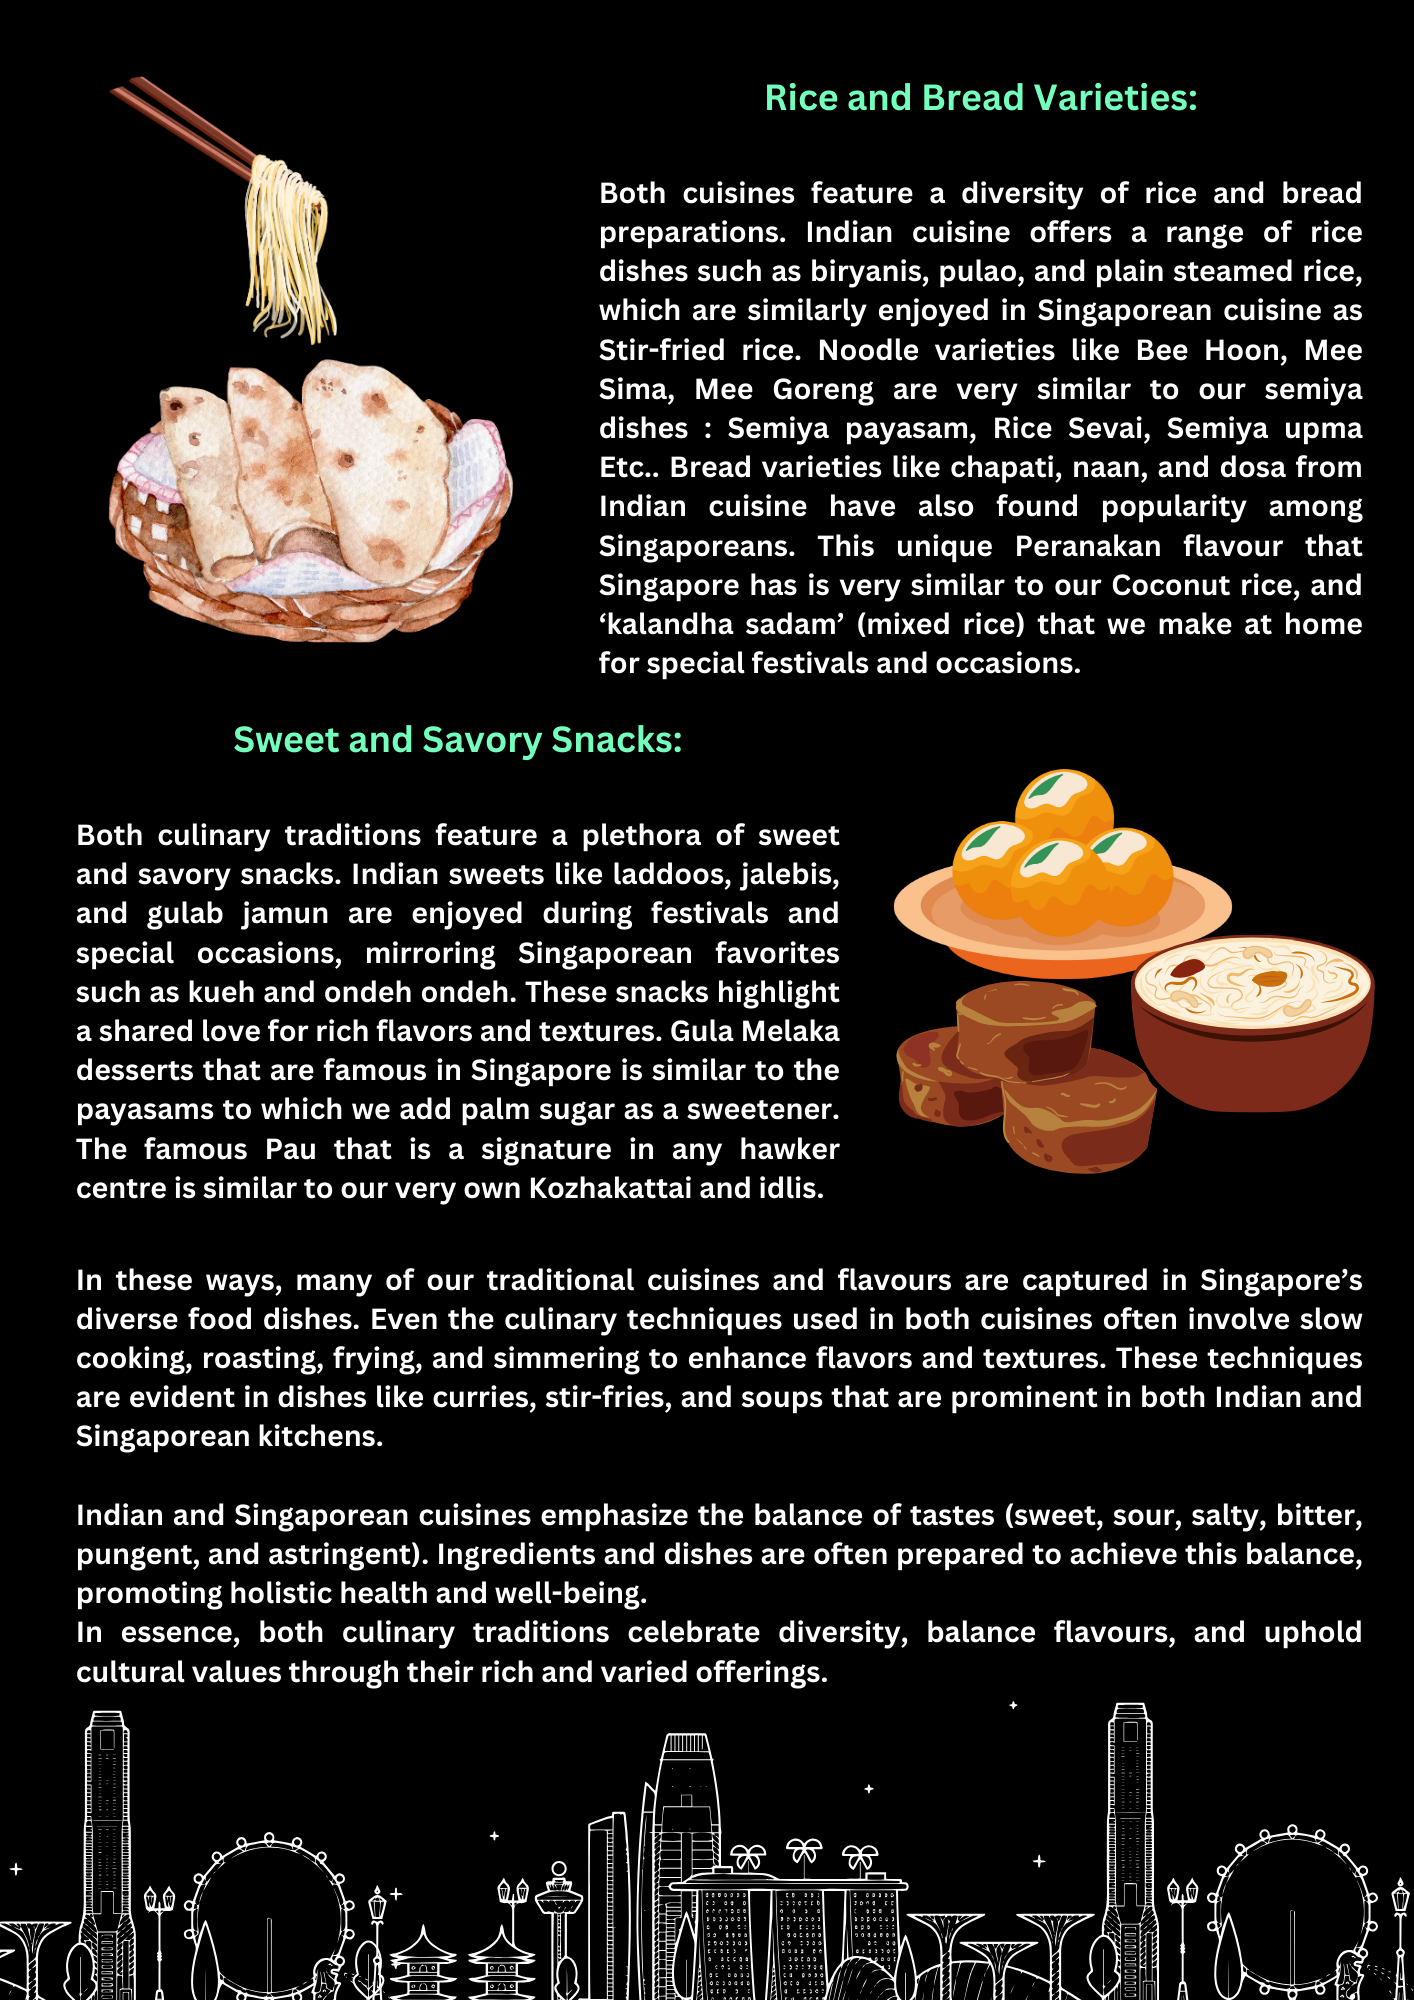 Rice and Bread Varieties:
Both cuisines feature a diversity of rice and bread
preparations. Indian cuisine offers a range of rice
dishes such as biryanis, pulao, and plain steamed rice,
which are similarly enjoyed in Singaporean cuisine as
Stir-fried rice. Noodle varieties like Bee Hoon, Mee
Sima, Mee Goreng are very similar to our semiya
dishes : Semiya payasam, Rice Sevai, Semiya upma
Etc.. Bread varieties like chapati, naan, and dosa from
Indian cuisine have also found popularity among
Singaporeans. This unique Peranakan flavour that
Singapore has is very similar to our Coconut rice, and
‘kalandha sadam’ (mixed rice) that we make at home
for special festivals and occasions.
Sweet and Savory Snacks:
Both culinary traditions feature a plethora of sweet
and savory snacks. Indian sweets like laddoos, jalebis,
and gulab jamun are enjoyed during festivals and
special occasions, mirroring Singaporean favorites
such as kueh and ondeh ondeh. These snacks highlight
a shared love for rich flavors and textures. Gula Melaka
desserts that are famous in Singapore is similar to the
payasams to which we add palm sugar as a sweetener.
The famous Pau that is a signature in any hawker
centre is similar to our very own Kozhakattai and idlis.
In these ways, many of our traditional cuisines and flavours are captured in Singapore’s
diverse food dishes. Even the culinary techniques used in both cuisines often involve slow
cooking, roasting, frying, and simmering to enhance flavors and textures. These techniques
are evident in dishes like curries, stir-fries, and soups that are prominent in both Indian and
Singaporean kitchens.
Indian and Singaporean cuisines emphasize the balance of tastes (sweet, sour, salty, bitter,
pungent, and astringent). Ingredients and dishes are often prepared to achieve this balance,
promoting holistic health and well-being.
In essence, both culinary traditions celebrate diversity, balance flavours, and uphold
cultural values through their rich and varied offerings.